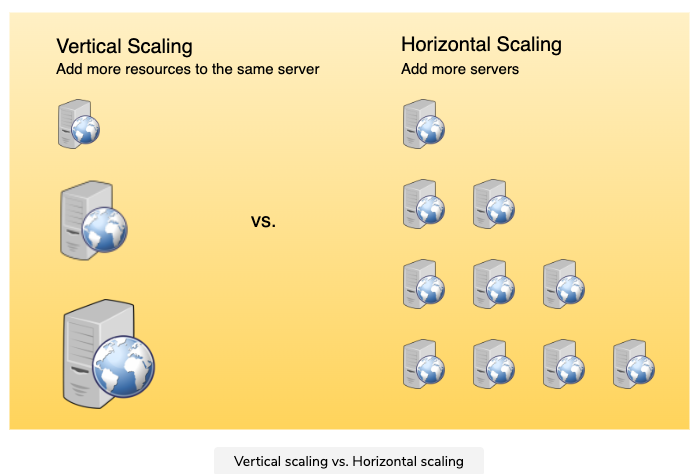 Vertical Scaling
Add more resources to the same server
Horizontal Scaling
Add more servers
vs.
Vertical scaling vs. Horizontal scaling